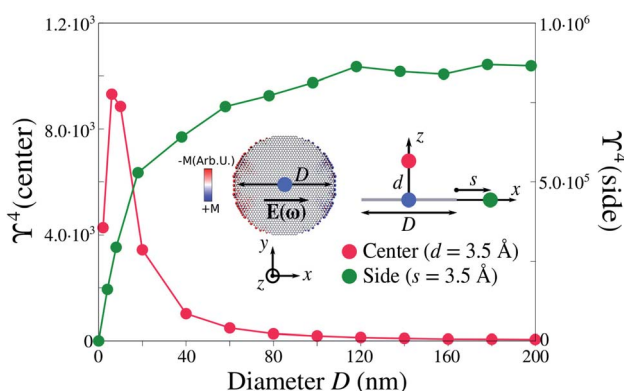 1.2·10³
8.0·10³
4.0·10³
0
ϒ⁴(center)
1.0·10⁶
5.0·10⁵
0
ϒ⁴(side)
-M(Arb.U.)
+M
D
E(ω)
y
z
x
z
d
s
x
D
Center (d = 3.5 Å)
Side (s = 3.5 Å)
0
40
80
120
160
200
Diameter D (nm)